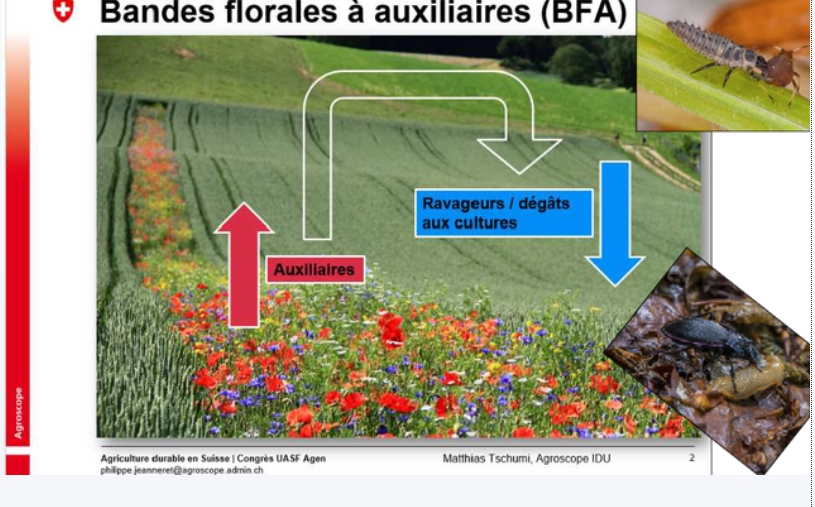 Bandes florales à auxiliaires (BFA)
Ravageurs / dégâts
aux cultures
Auxiliaires
Agroscope
Agriculture durable en Suisse | Congrès UASF Agen
philippe.jeanneret@agroscope.admin.ch
Matthias Tschumi, Agroscope IDU
2